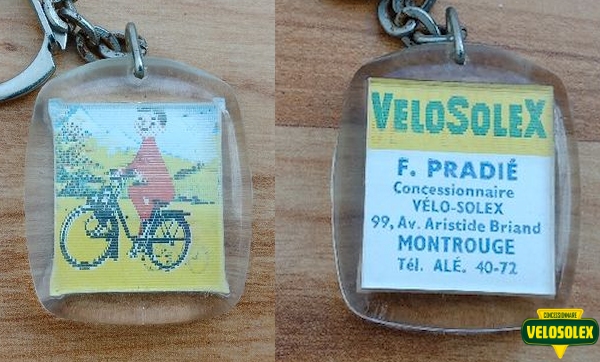 VELOSOLEX
F. PRADIÉ
Concessionnaire
VÉLO-SOLEX
99, Av. Aristide Briand
MONTROUGE
Tél. ALÉ. 40-72
CONCESSIONNAIRE
VELOSOLEX